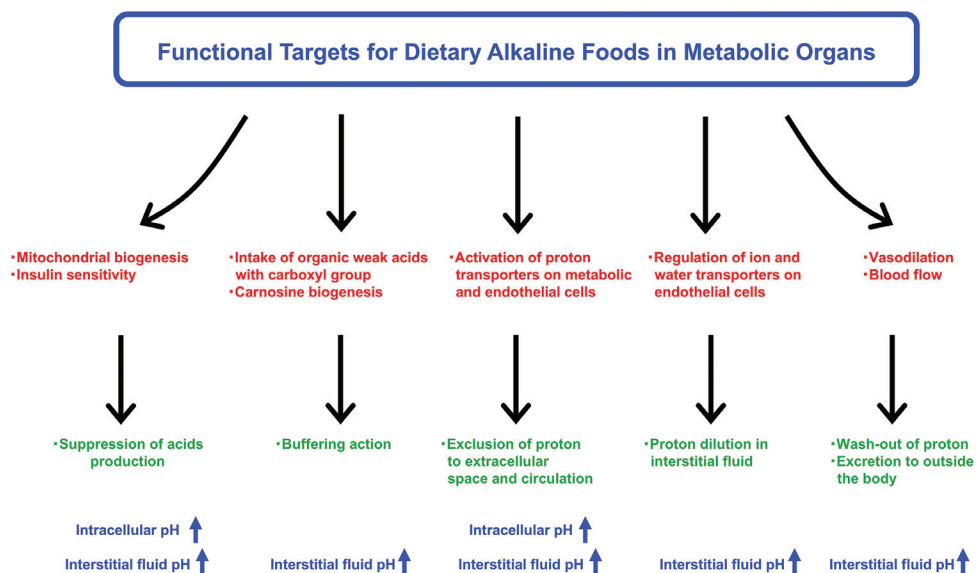 Functional Targets for Dietary Alkaline Foods in Metabolic Organs
・Mitochondrial biogenesis
・Insulin sensitivity
・Intake of organic weak acids
with carboxyl group
・Carnosine biogenesis
・Activation of proton
transporters on metabolic
and endothelial cells
・Regulation of ion and
water transporters on
endothelial cells
・Vasodilation
・Blood flow
・Suppression of acids
production
・Buffering action
・Exclusion of proton
to extracellular
space and circulation
・Proton dilution in
interstitial fluid
・Wash-out of proton
・Excretion to outside
the body
Intracellular pH
Interstitial fluid pH
Interstitial fluid pH
Intracellular pH
Interstitial fluid pH
Interstitial fluid pH
Interstitial fluid pH